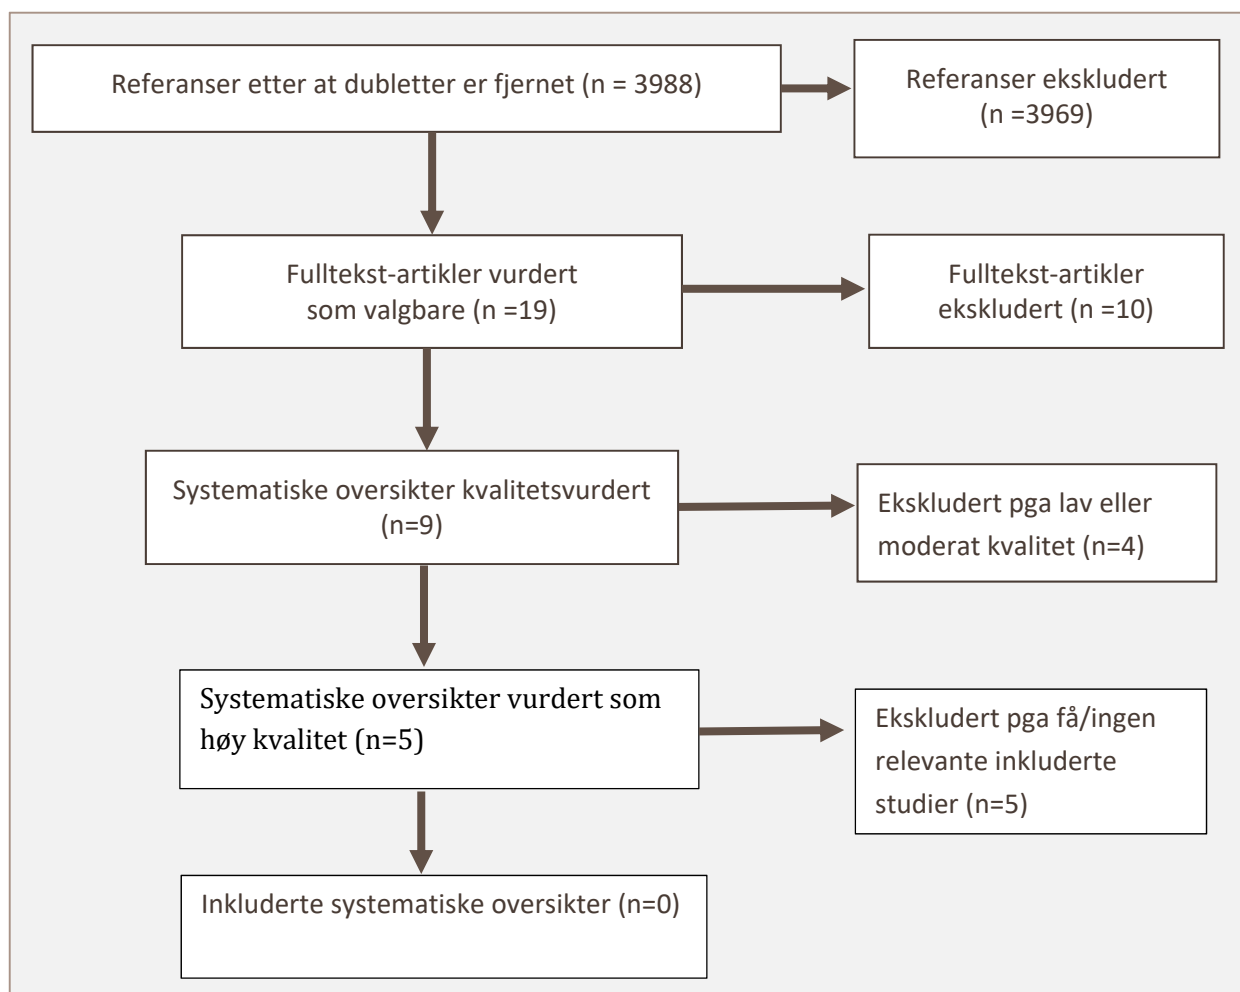 Referanser etter at dubletter er fjernet (n = 3988)
Referanser ekskludert
(n =3969)
Fulltekst-artikler vurdert
som valgbare (n =19)
Fulltekst-artikler
ekskludert (n =10)
Systematiske oversikter kvalitetsvurdert
(n=9)
Ekskludert pga lav eller
moderat kvalitet (n=4)
Systematiske oversikter vurdert som
høy kvalitet (n=5)
Ekskludert pga få/ingen
relevante inkluderte
studier (n=5)
Inkluderte systematiske oversikter (n=0)